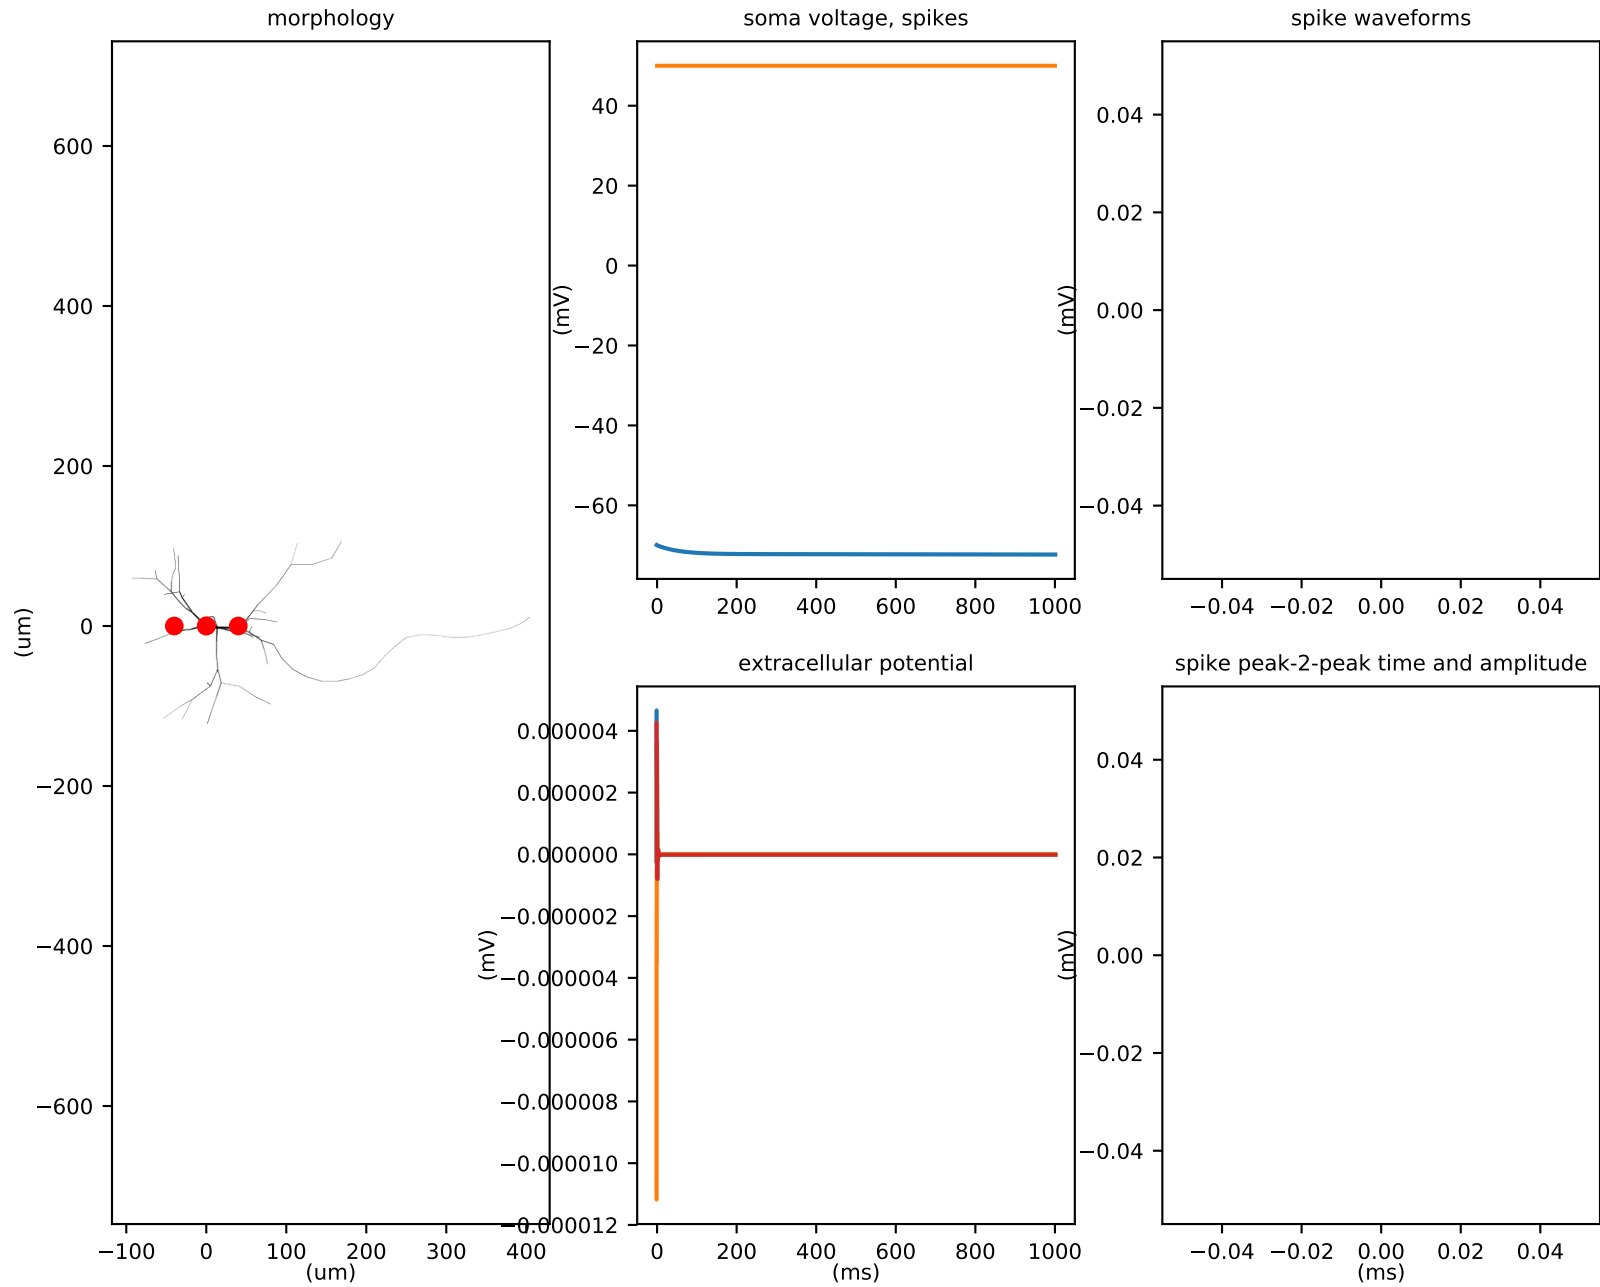 morphology
600
400
200
0
−200
−400
−600
(um)
−100 0 100 200 300 400
(um)
soma voltage, spikes
40
20
0
−20
−40
−60
(mV)
0 200 400 600 800 1000
spike waveforms
0.04
0.02
0.00
−0.02
−0.04
(mV)
−0.04 −0.02 0.00 0.02 0.04
extracellular potential
0.000004
0.000002
0.000000
−0.000002
−0.000004
−0.000006
−0.000008
−0.000010
−0.000012
(mV)
0 200 400 600 800 1000
(ms)
spike peak-2-peak time and amplitude
0.04
0.02
0.00
−0.02
−0.04
(mV)
−0.04 −0.02 0.00 0.02 0.04
(ms)